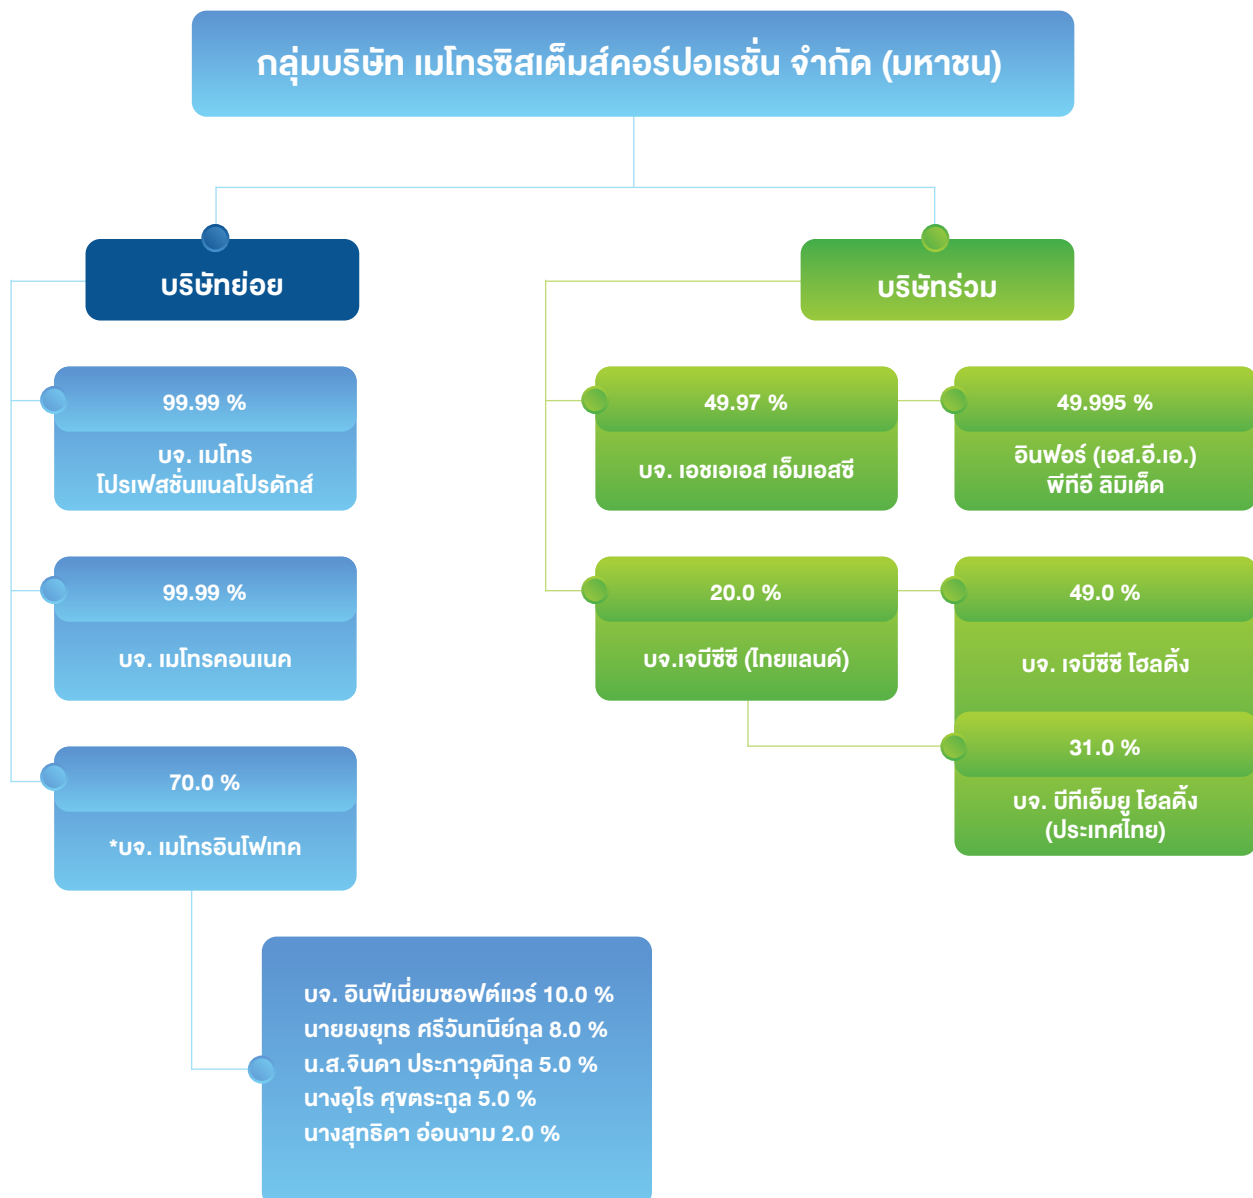 กลุ่มบริษัท เมโทรซิสเต็มส์คอร์ปอเรชั่น จำกัด (มหาชน)
บริษัทย่อย
99.99 %
บจ. เมโทร
โปรเฟสชั่นแนลโปรดักส์
99.99 %
บจ. เมโทรคอนเนค
70.0 %
*บจ. เมโทรอินโฟเทค
บจ. อินฟีเนี่ยมซอฟต์แวร์ 10.0 %
นายยงยุทธ ศรีวันทนีย์กุล 8.0 %
น.ส.จินดา ประภาวุฒิกุล 5.0 %
นางอุไร ศุขตระกูล 5.0 %
นางสุทธิดา อ่อนงาม 2.0 %
บริษัทร่วม
49.97 %
บจ. เอชเอเอส เอ็มเอสซี
49.995 %
อินฟอร์ (เอส.อี.เอ.)
พีทีอี ลิมิเต็ด
20.0 %
บจ.เจบีซีซี (ไทยแลนด์)
49.0 %
บจ. เจบีซีซี โฮลดิ้ง
31.0 %
บจ. บีทีเอ็มยู โฮลดิ้ง
(ประเทศไทย)